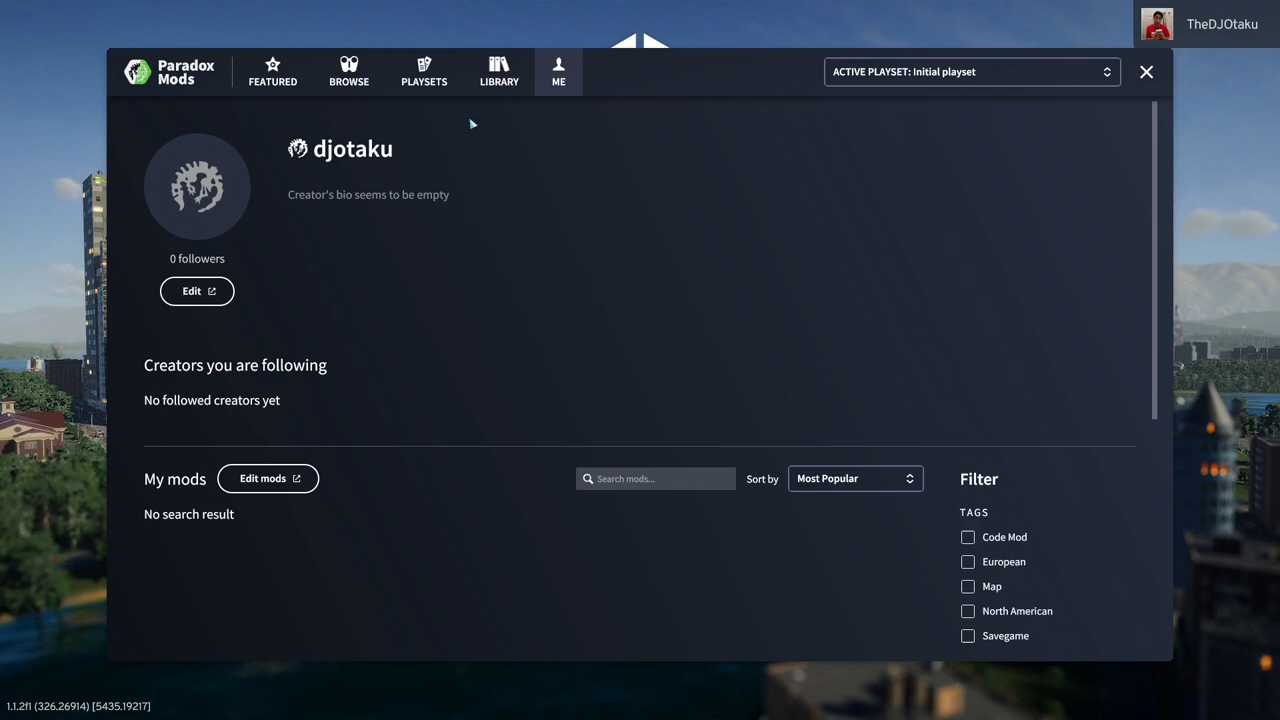 TheDJOtaku
Paradox Mods
FEATURED
BROWSE
PLAYSETS
LIBRARY
ME
ACTIVE PLAYSET: Initial playset
djotaku
Creator's bio seems to be empty
0 followers
Edit
Creators you are following
No followed creators yet
My mods
Edit mods
Search mods...
Sort by
Most Popular
Filter
No search result
TAGS
Code Mod
European
Map
North American
Savegame
1.1.2f1 (326.26914) [5435.19217]